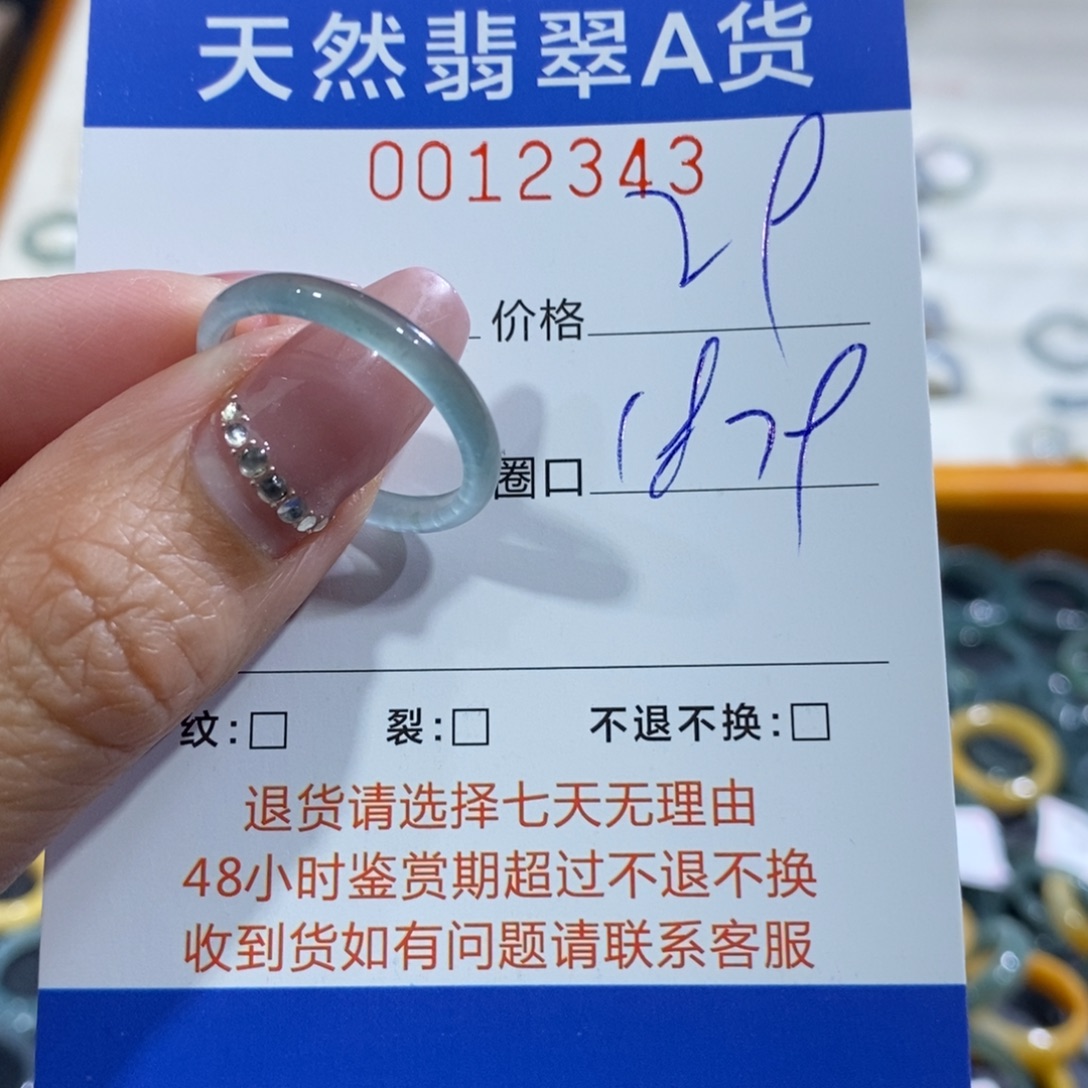 天然翡翠A货
0012343
价格
圈口
纹:□ 裂:□ 不退不换:□
退货请选择七天无理由
48小时鉴赏期超过不退不换
收到货如有问题请联系客服